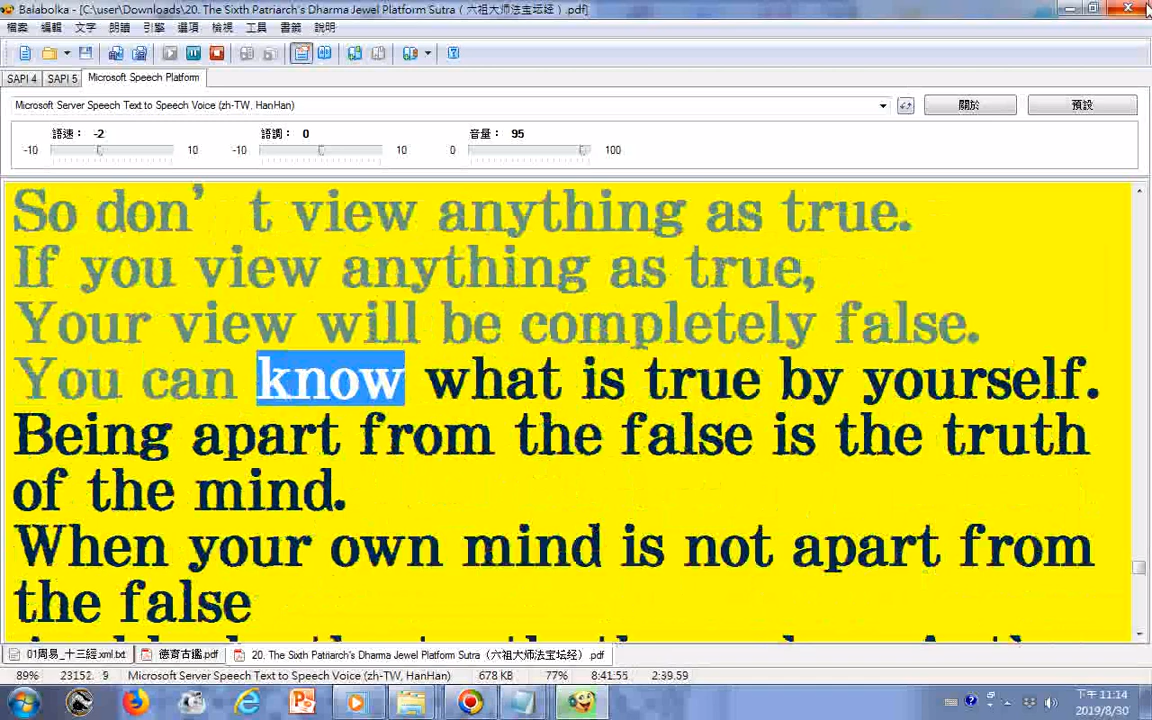 Balabolka - [C:\user\Downloads\20. The Sixth Patriarch's Dharma Jewel Platform Sutra（六祖大师法宝坛经）.pdf]
檔案 編輯 文字 朗讀 引擎 選項 檢視 工具 書籤 說明
SAPI 4 SAPI 5 Microsoft Speech Platform
Microsoft Server Speech Text to Speech Voice (zh-TW, HanHan) 關於 預設
語速： -2 語調： 0 音量： 95
-10 10 -10 10 0 100
So don’t view anything as true.
If you view anything as true,
Your view will be completely false.
You can know what is true by yourself.
Being apart from the false is the truth
of the mind.
When your own mind is not apart from
the false
01周易_十三經.xml.txt 德育古鑑.pdf 20. The Sixth Patriarch's Dharma Jewel Platform Sutra（六祖大师法宝坛经）.pdf
89% 23152. 9 Microsoft Server Speech Text to Speech Voice (zh-TW, HanHan) 678 KB 77% 8:41:55 2:39.59
下午 11:14
2019/8/30